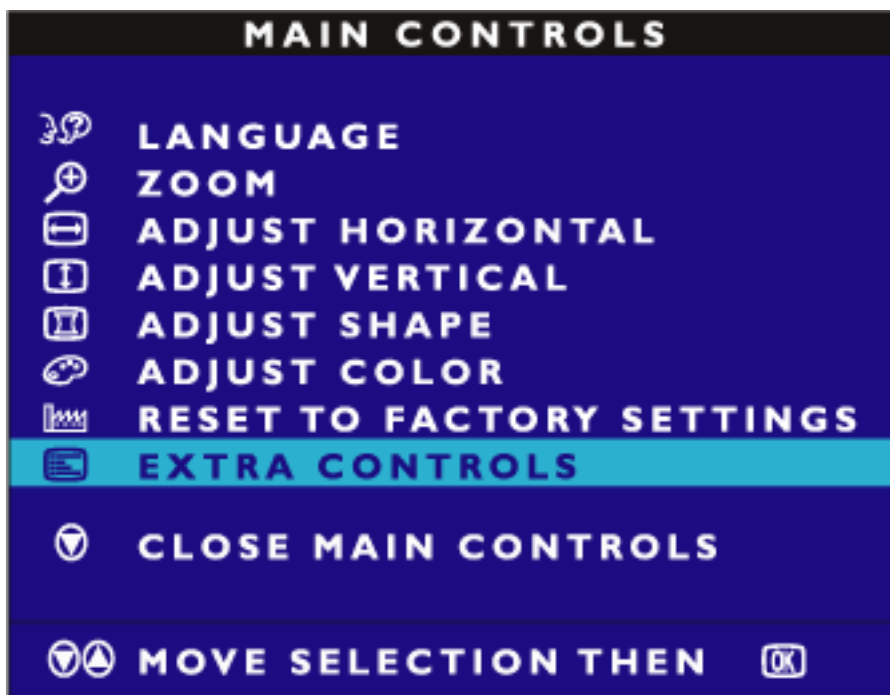 MAIN CONTROLS
LANGUAGE
ZOOM
ADJUST HORIZONTAL
ADJUST VERTICAL
ADJUST SHAPE
ADJUST COLOR
RESET TO FACTORY SETTINGS
EXTRA CONTROLS
CLOSE MAIN CONTROLS
MOVE SELECTION THEN OK